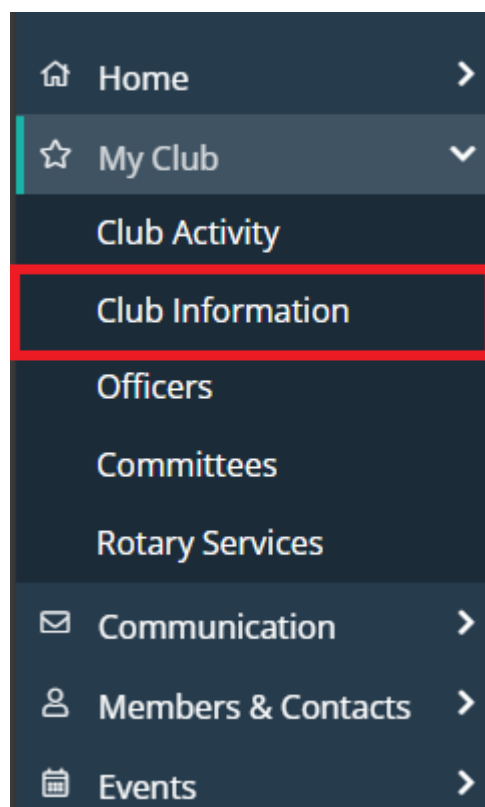 Home
My Club
Club Activity
Club Information
Officers
Committees
Rotary Services
Communication
Members & Contacts
Events